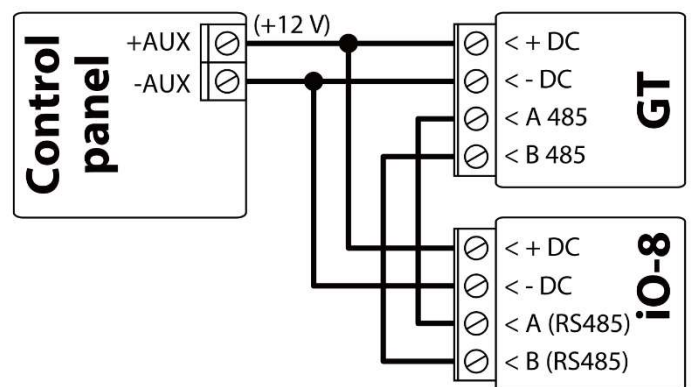 Control
panel
+AUX
-AUX
(+12 V)
< + DC
< - DC
< A 485
< B 485
GT
< + DC
< - DC
< A (RS485)
< B (RS485)
iO-8